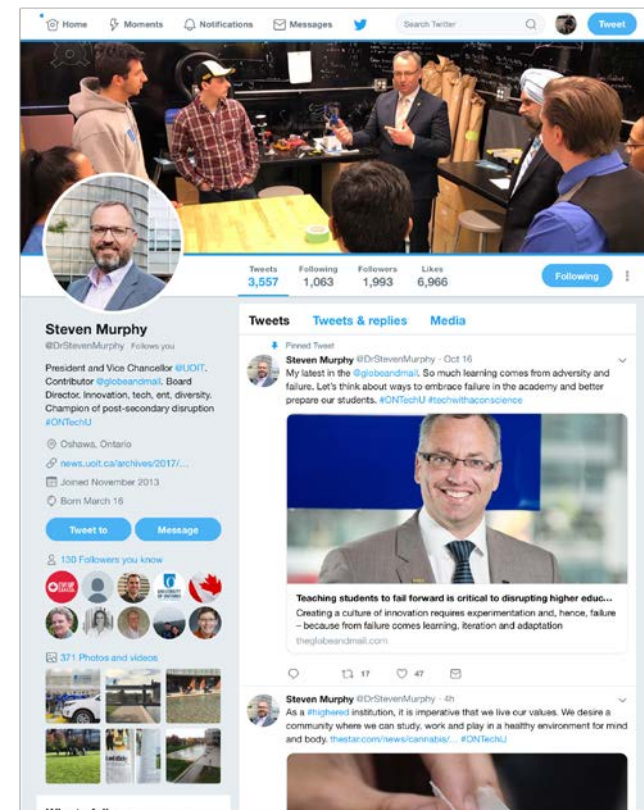 Home Moments Notifications Messages Search Twitter Tweet
Tweets Following Followers Likes
3,557 1,063 1,993 6,966 Following
Steven Murphy
@DrStevenMurphy Follows you
President and Vice Chancellor @UOIT.
Contributor @globeandmail. Board
Director. Innovation, tech, ent, diversity.
Champion of post-secondary disruption
#ONTechU
Oshawa, Ontario
news.uoit.ca/archives/2017/...
Joined November 2013
Born March 16
Tweet to Message
130 Followers you know
371 Photos and videos
Tweets Tweets & replies Media
Pinned Tweet
Steven Murphy @DrStevenMurphy · Oct 16
My latest in the @globeandmail. So much learning comes from adversity and
failure. Let's think about ways to embrace failure in the academy and better
prepare our students. #ONTechU #techwithaconscience
Teaching students to fail forward is critical to disrupting higher educ...
Creating a culture of innovation requires experimentation and, hence, failure
– because from failure comes learning, iteration and adaptation
theglobeandmail.com
17 47
Steven Murphy @DrStevenMurphy · 4h
As a #highered institution, it is imperative that we live our values. We desire a
community where we can study, work and play in a healthy environment for mind
and body. thestar.com/news/cannabis/... #ONTechU